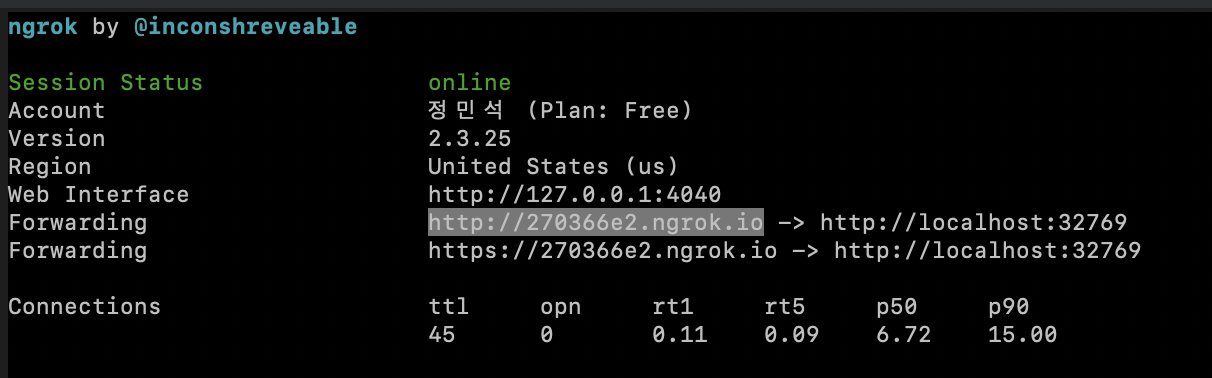 ngrok by @inconshreveable
Session Status online
Account 정민석 (Plan: Free)
Version 2.3.25
Region United States (us)
Web Interface http://127.0.0.1:4040
Forwarding http://270366e2.ngrok.io -> http://localhost:32769
Forwarding https://270366e2.ngrok.io -> http://localhost:32769
Connections ttl opn rt1 rt5 p50 p90
45 0 0.11 0.09 6.72 15.00